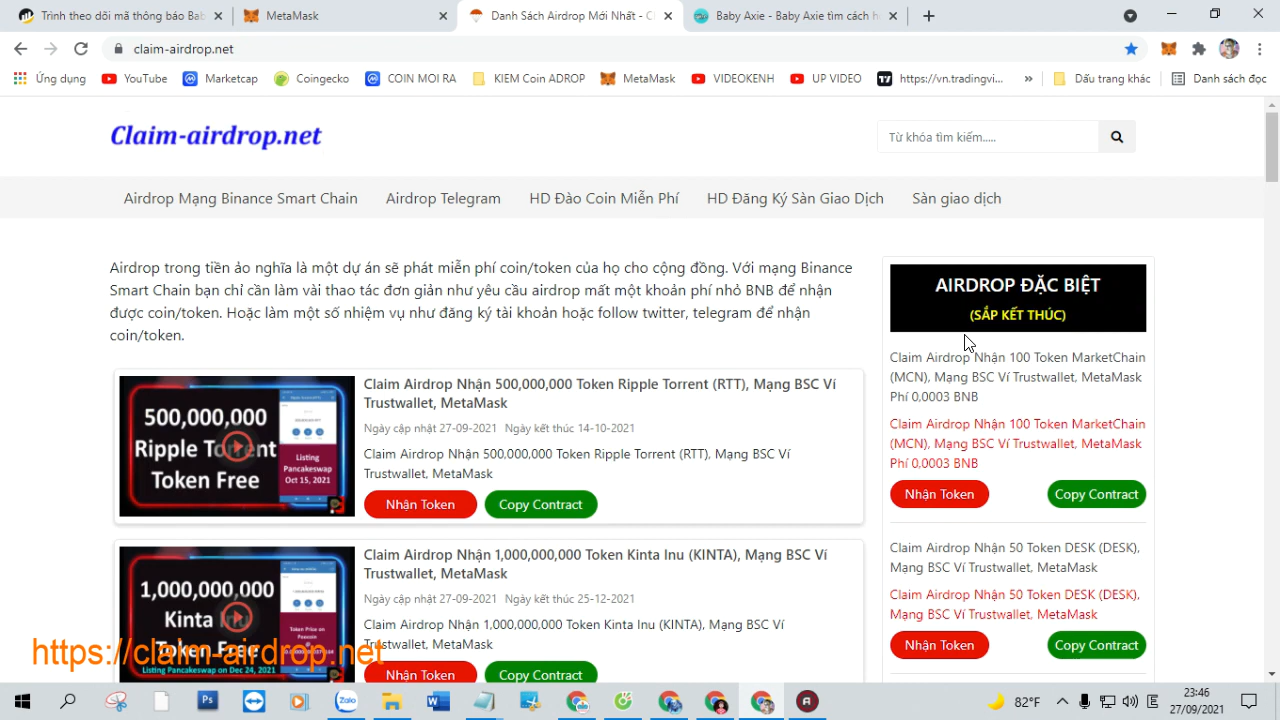 Trình theo dõi mã thông báo Bab
MetaMask
Danh Sách Airdrop Mới Nhất - C
Baby Axie - Baby Axie tìm cách h
claim-airdrop.net
Ứng dụng
YouTube
Marketcap
Coingecko
COIN MOI RA
KIEM Coin ADROP
MetaMask
VIDEOKENH
UP VIDEO
https://vn.tradingvi...
»
Dấu trang khác
Danh sách đọc
Claim-airdrop.net
Từ khóa tìm kiếm.....
Airdrop Mạng Binance Smart Chain
Airdrop Telegram
HD Đào Coin Miễn Phí
HD Đăng Ký Sàn Giao Dịch
Sàn giao dịch
Airdrop trong tiền ảo nghĩa là một dự án sẽ phát miễn phí coin/token của họ cho cộng đồng. Với mạng Binance
Smart Chain bạn chỉ cần làm vài theo tác đơn giản như yêu cầu airdrop mất một khoản phí nhỏ BNB để nhận
được coin/token. Hoặc làm một số nhiệm vụ như đăng ký tài khoản hoặc follow twitter, telegram để nhận
coin/token.
500,000,000
Ripple Torrent
Token Free
Listing
Pancakeswap
Oct 15, 2021
Claim Airdrop Nhận 500,000,000 Token Ripple Torrent (RTT), Mạng BSC Ví
Trustwallet, MetaMask
Ngày cập nhật 27-09-2021 Ngày kết thúc 14-10-2021
Claim Airdrop Nhận 500,000,000 Token Ripple Torrent (RTT), Mạng BSC Ví
Trustwallet, MetaMask
Nhận Token
Copy Contract
1,000,000,000
Kinta Inu
Token Free
Listing Pancakeswap on Dec 24, 2021
Claim Airdrop Nhận 1,000,000,000 Token Kinta Inu (KINTA), Mạng BSC Ví
Trustwallet, MetaMask
Ngày cập nhật 27-09-2021 Ngày kết thúc 25-12-2021
Claim Airdrop Nhận 1,000,000,000 Token Kinta Inu (KINTA), Mạng BSC Ví
Trustwallet, MetaMask
Nhận Token
Copy Contract
AIRDROP ĐẶC BIỆT
(SẮP KẾT THÚC)
Claim Airdrop Nhận 100 Token MarketChain
(MCN), Mạng BSC Ví Trustwallet, MetaMask
Phí 0,0003 BNB
Claim Airdrop Nhận 100 Token MarketChain
(MCN), Mạng BSC Ví Trustwallet, MetaMask
Phí 0,0003 BNB
Nhận Token
Copy Contract
Claim Airdrop Nhận 50 Token DESK (DESK),
Mạng BSC Ví Trustwallet, MetaMask
Claim Airdrop Nhận 50 Token DESK (DESK),
Mạng BSC Ví Trustwallet, MetaMask
Nhận Token
Copy Contract
https://claim-airdrop.net
Ps
Zalo
82°F
23:46
27/09/2021